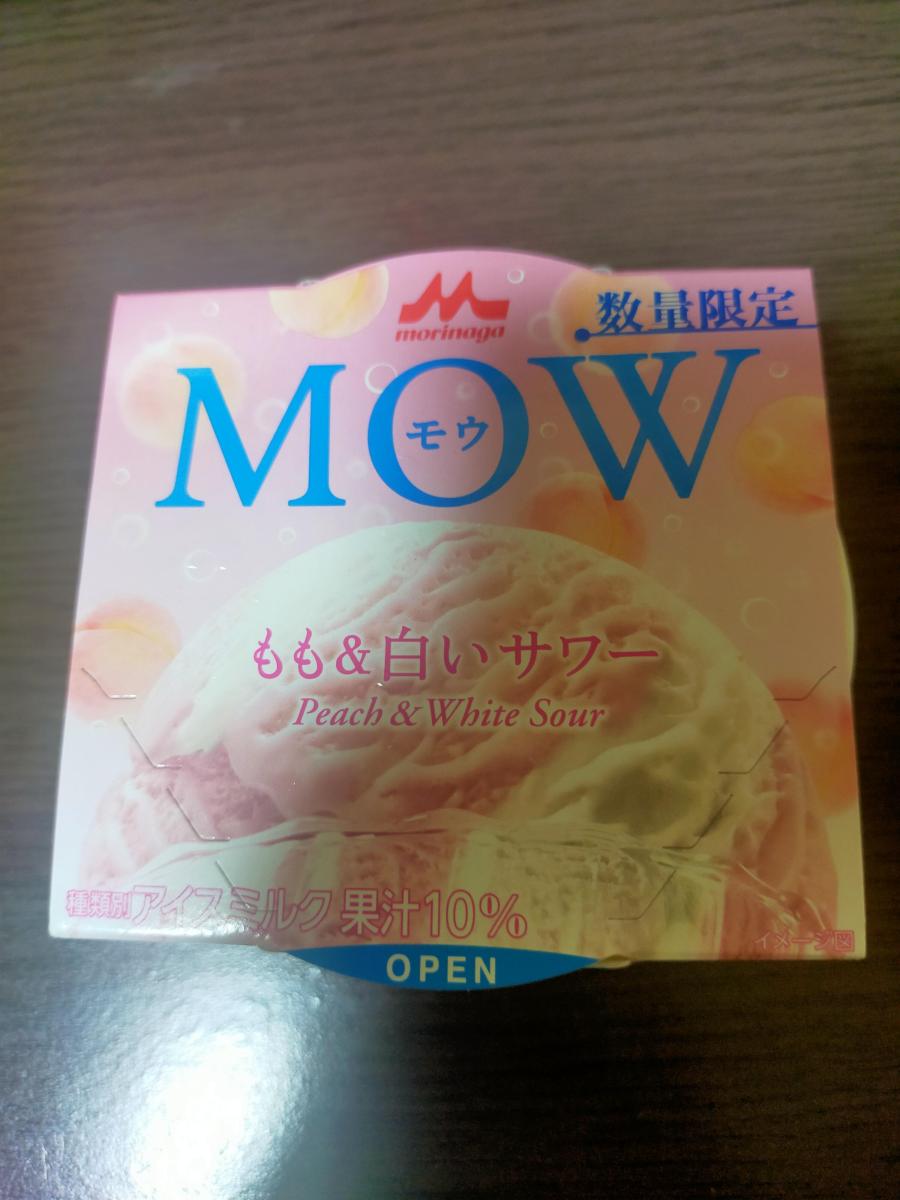 morinaga
数量限定
MOW
モウ
もも&白いサワー
Peach & White Sour
種類別アイスミルク 果汁10%
イメージ図
OPEN